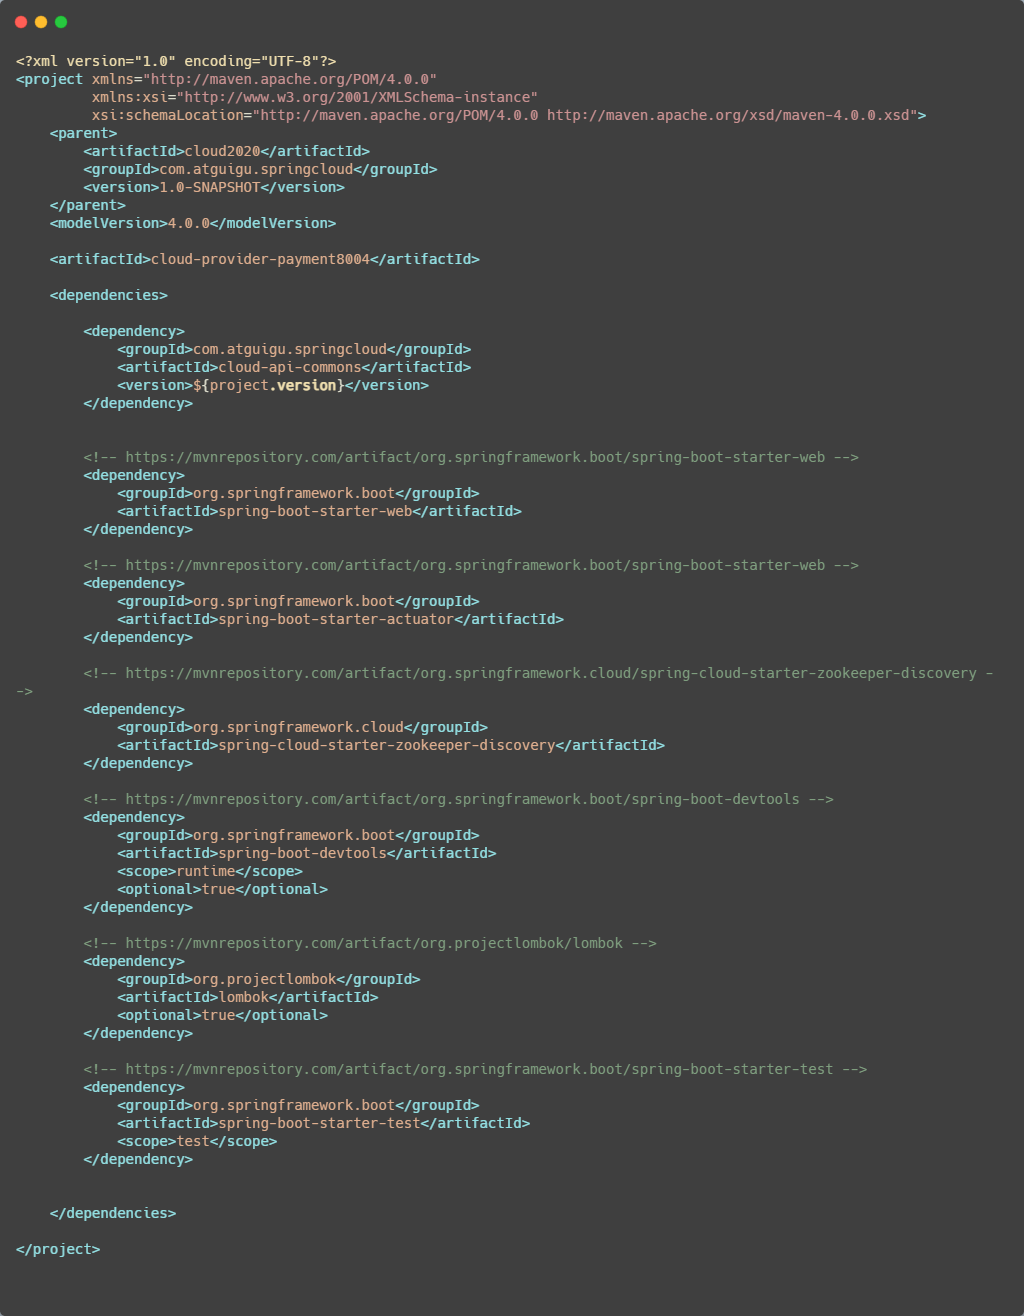 <?xml version="1.0" encoding="UTF-8"?>
<project xmlns="http://maven.apache.org/POM/4.0.0"
         xmlns:xsi="http://www.w3.org/2001/XMLSchema-instance"
         xsi:schemaLocation="http://maven.apache.org/POM/4.0.0 http://maven.apache.org/xsd/maven-4.0.0.xsd">
    <parent>
        <artifactId>cloud2020</artifactId>
        <groupId>com.atguigu.springcloud</groupId>
        <version>1.0-SNAPSHOT</version>
    </parent>
    <modelVersion>4.0.0</modelVersion>

    <artifactId>cloud-provider-payment8004</artifactId>

    <dependencies>

        <dependency>
            <groupId>com.atguigu.springcloud</groupId>
            <artifactId>cloud-api-commons</artifactId>
            <version>${project.version}</version>
        </dependency>


        <!-- https://mvnrepository.com/artifact/org.springframework.boot/spring-boot-starter-web -->
        <dependency>
            <groupId>org.springframework.boot</groupId>
            <artifactId>spring-boot-starter-web</artifactId>
        </dependency>

        <!-- https://mvnrepository.com/artifact/org.springframework.boot/spring-boot-starter-web -->
        <dependency>
            <groupId>org.springframework.boot</groupId>
            <artifactId>spring-boot-starter-actuator</artifactId>
        </dependency>

        <!-- https://mvnrepository.com/artifact/org.springframework.cloud/spring-cloud-starter-zookeeper-discovery -
->
        <dependency>
            <groupId>org.springframework.cloud</groupId>
            <artifactId>spring-cloud-starter-zookeeper-discovery</artifactId>
        </dependency>

        <!-- https://mvnrepository.com/artifact/org.springframework.boot/spring-boot-devtools -->
        <dependency>
            <groupId>org.springframework.boot</groupId>
            <artifactId>spring-boot-devtools</artifactId>
            <scope>runtime</scope>
            <optional>true</optional>
        </dependency>

        <!-- https://mvnrepository.com/artifact/org.projectlombok/lombok -->
        <dependency>
            <groupId>org.projectlombok</groupId>
            <artifactId>lombok</artifactId>
            <optional>true</optional>
        </dependency>

        <!-- https://mvnrepository.com/artifact/org.springframework.boot/spring-boot-starter-test -->
        <dependency>
            <groupId>org.springframework.boot</groupId>
            <artifactId>spring-boot-starter-test</artifactId>
            <scope>test</scope>
        </dependency>


    </dependencies>

</project>